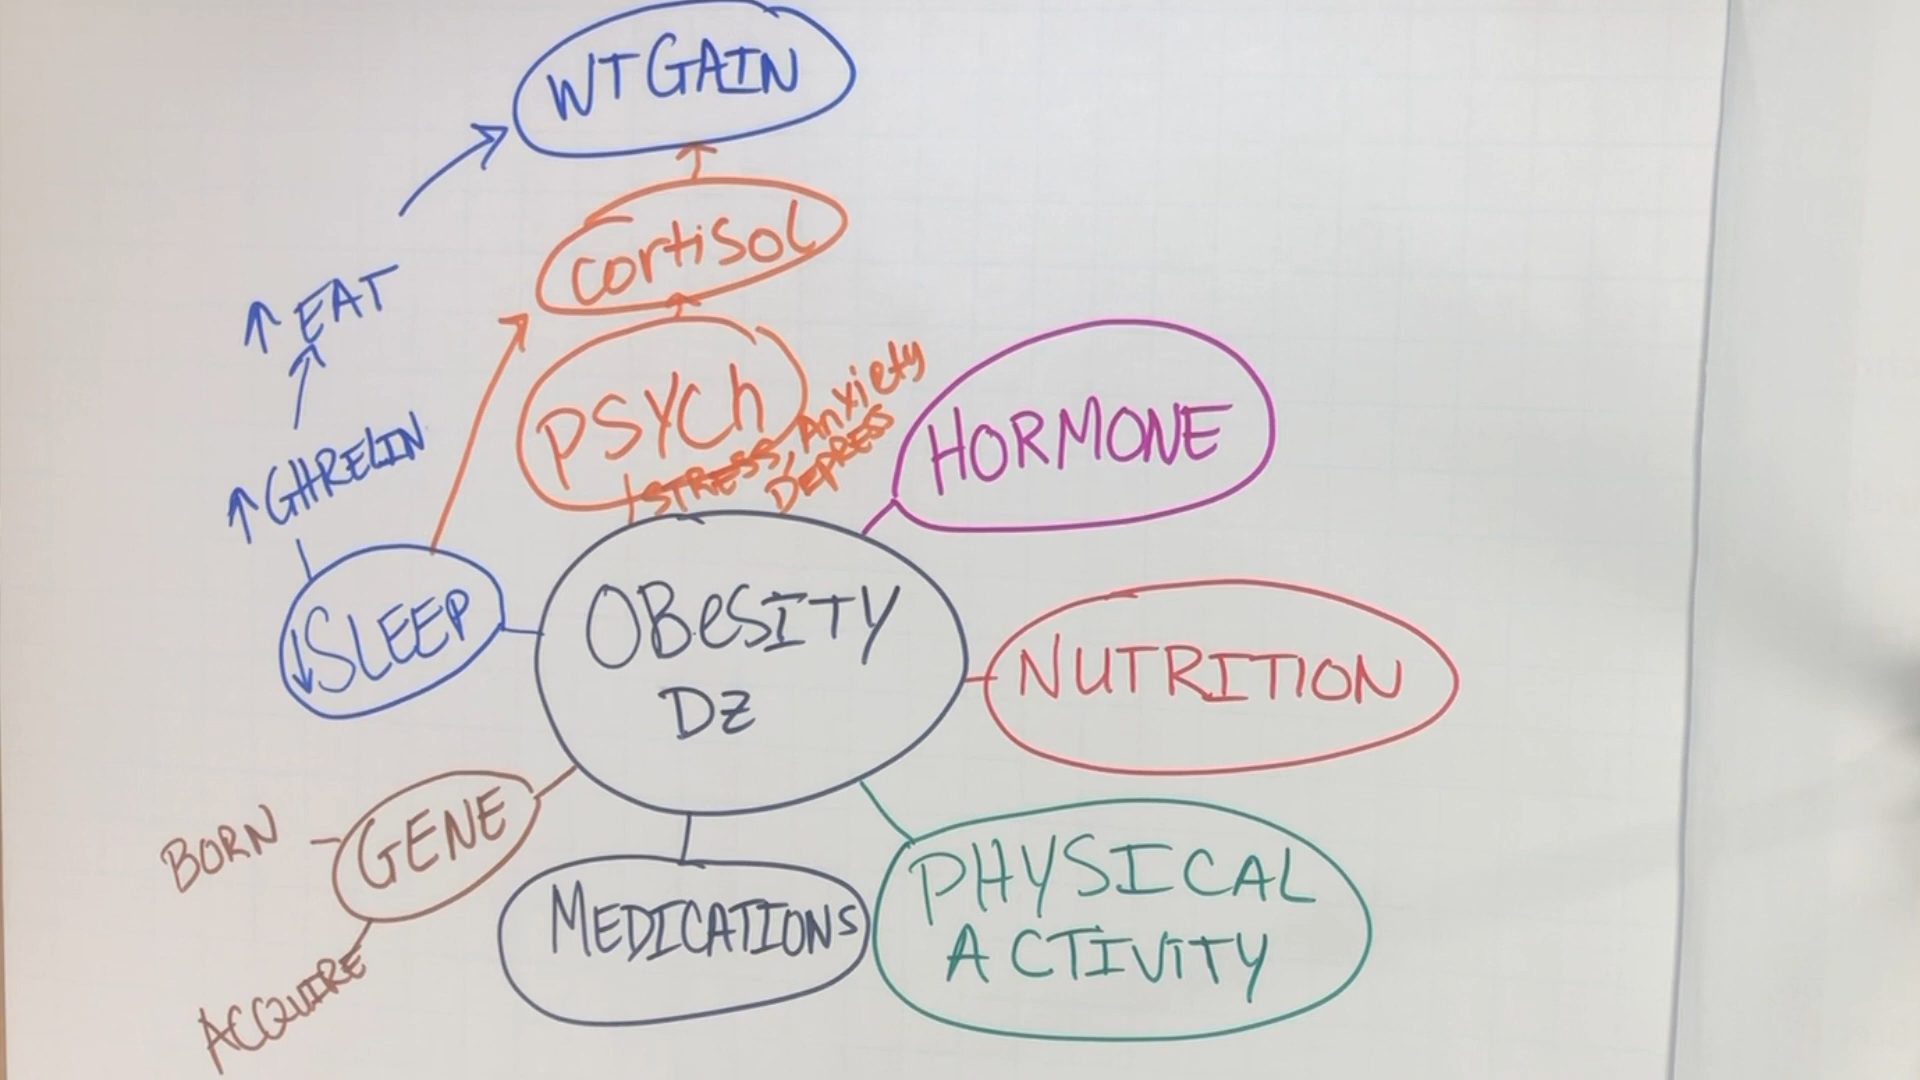 WT GAIN
cortisol
↑ EAT
PSYCh
STRESS, Anxiety
DEPRESS
HORMONE
↑ GHRELIN
↓SLEEP
OBeSITY
DZ
NUTRITION
GENE
BORN
ACQUIRE
MEDICATIONS
PHYSICAL
ACTIVITY